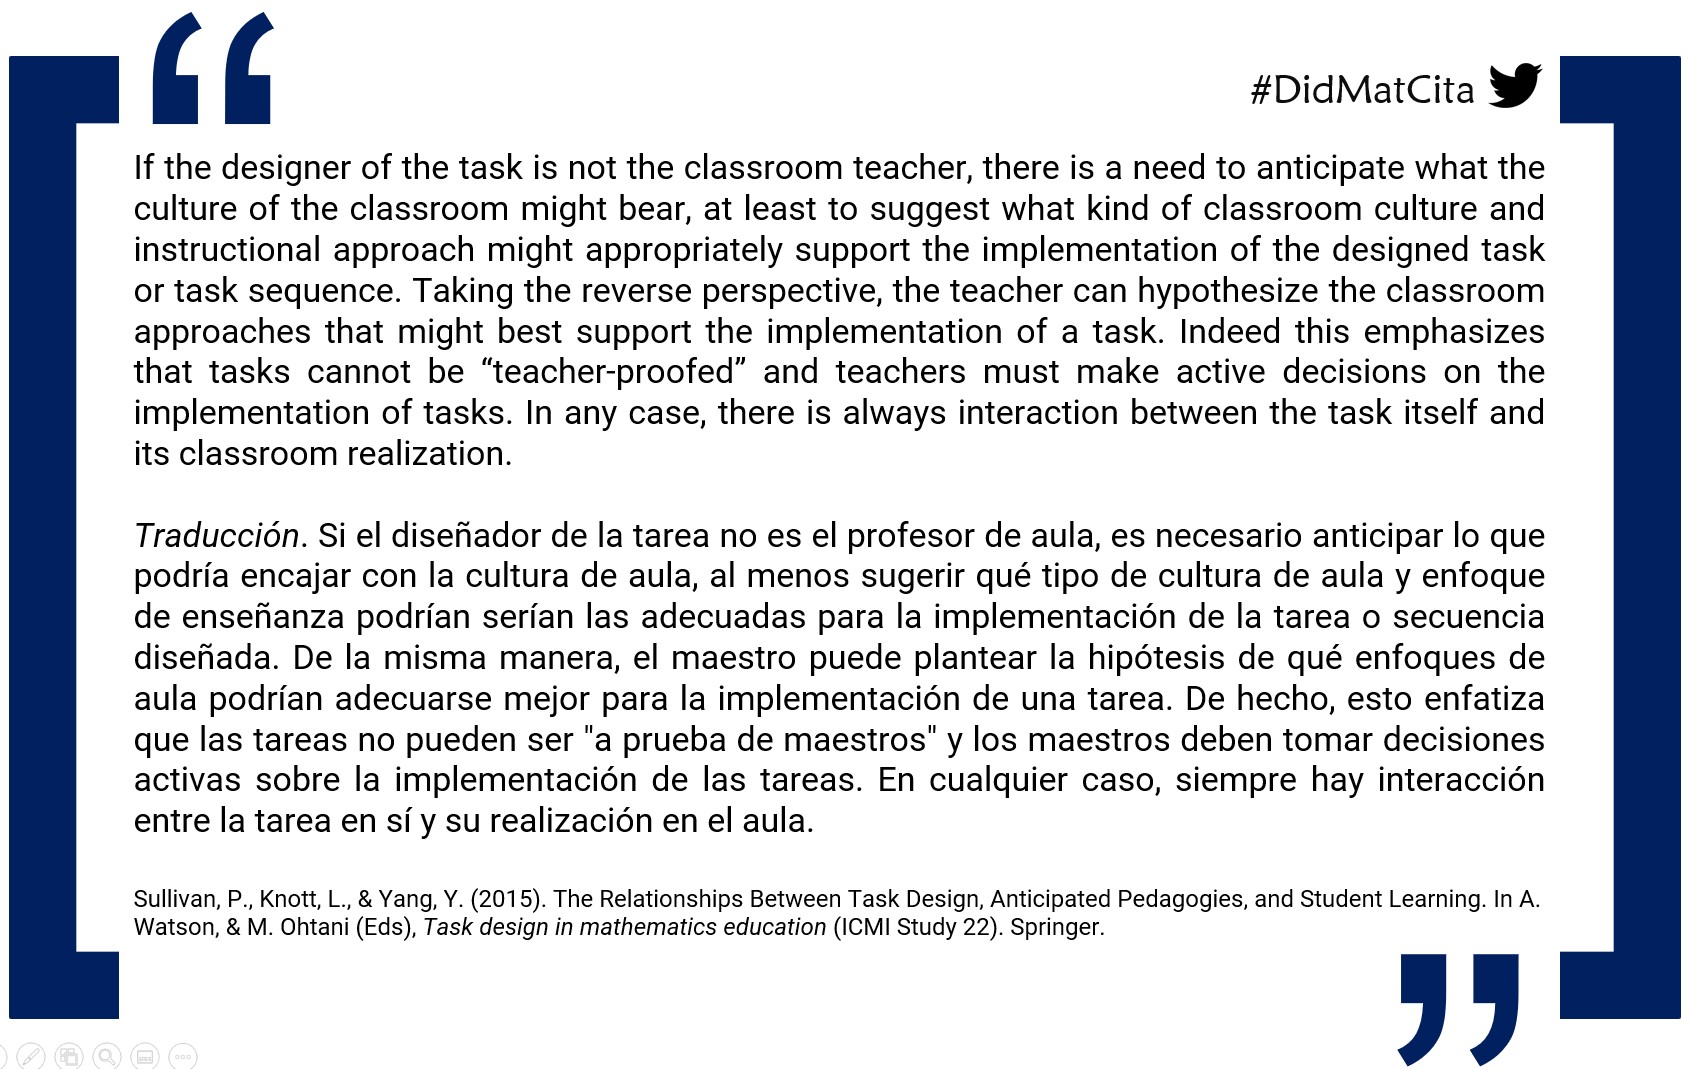 #DidMatCita
If the designer of the task is not the classroom teacher, there is a need to anticipate what the
culture of the classroom might bear, at least to suggest what kind of classroom culture and
instructional approach might appropriately support the implementation of the designed task
or task sequence. Taking the reverse perspective, the teacher can hypothesize the classroom
approaches that might best support the implementation of a task. Indeed this emphasizes
that tasks cannot be “teacher-proofed” and teachers must make active decisions on the
implementation of tasks. In any case, there is always interaction between the task itself and
its classroom realization.
Traducción. Si el diseñador de la tarea no es el profesor de aula, es necesario anticipar lo que
podría encajar con la cultura de aula, al menos sugerir qué tipo de cultura de aula y enfoque
de enseñanza podrían serían las adecuadas para la implementación de la tarea o secuencia
diseñada. De la misma manera, el maestro puede plantear la hipótesis de qué enfoques de
aula podrían adecuarse mejor para la implementación de una tarea. De hecho, esto enfatiza
que las tareas no pueden ser "a prueba de maestros" y los maestros deben tomar decisiones
activas sobre la implementación de las tareas. En cualquier caso, siempre hay interacción
entre la tarea en sí y su realización en el aula.
Sullivan, P., Knott, L., & Yang, Y. (2015). The Relationships Between Task Design, Anticipated Pedagogies, and Student Learning. In A.
Watson, & M. Ohtani (Eds), Task design in mathematics education (ICMI Study 22). Springer.